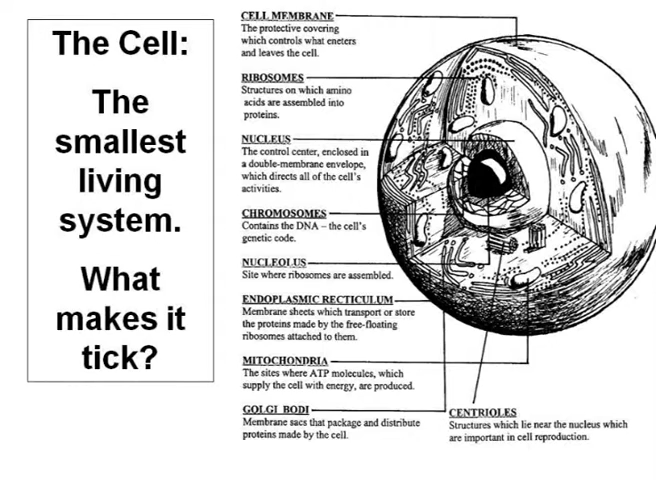 The Cell:
The
smallest
living
system.
What
makes it
tick?
CELL MEMBRANE
The protective covering
which controls what eneters
and leaves the cell.
RIBOSOMES
Structures on which amino
acids are assembled into
proteins.
NUCLEUS
The control center, enclosed in
a double-membrane envelope,
which directs all of the cell's
activities.
CHROMOSOMES
Contains the DNA – the cell's
genetic code.
NUCLEOLUS
Site where ribosomes are assembled.
ENDOPLASMIC RECTICULUM
Membrane sheets which transport or store
the proteins made by the free-floating
ribosomes attached to them.
MITOCHONDRIA
The sites where ATP molecules, which
supply the cell with energy, are produced.
GOLGI BODI
Membrane sacs that package and distribute
proteins made by the cell.
CENTRIOLES
Structures which lie near the nucleus which
are important in cell reproduction.